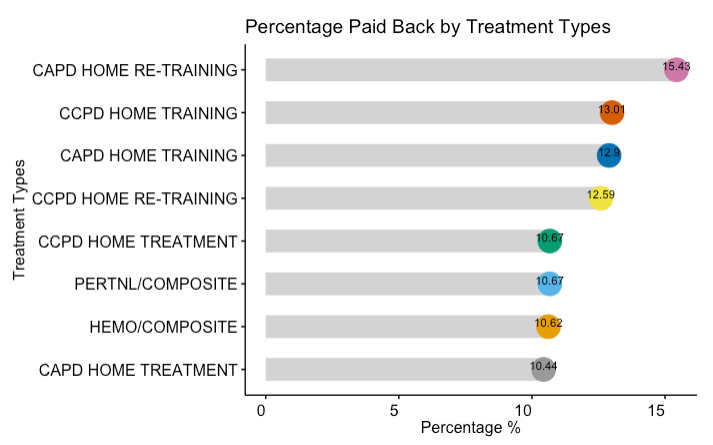 Percentage Paid Back by Treatment Types
Treatment Types
CAPD HOME RE-TRAINING 15.43
CCPD HOME TRAINING 13.01
CAPD HOME TRAINING 12.9
CCPD HOME RE-TRAINING 12.59
CCPD HOME TREATMENT 10.67
PERTNL/COMPOSITE 10.67
HEMO/COMPOSITE 10.62
CAPD HOME TREATMENT 10.44
0 5 10 15
Percentage %